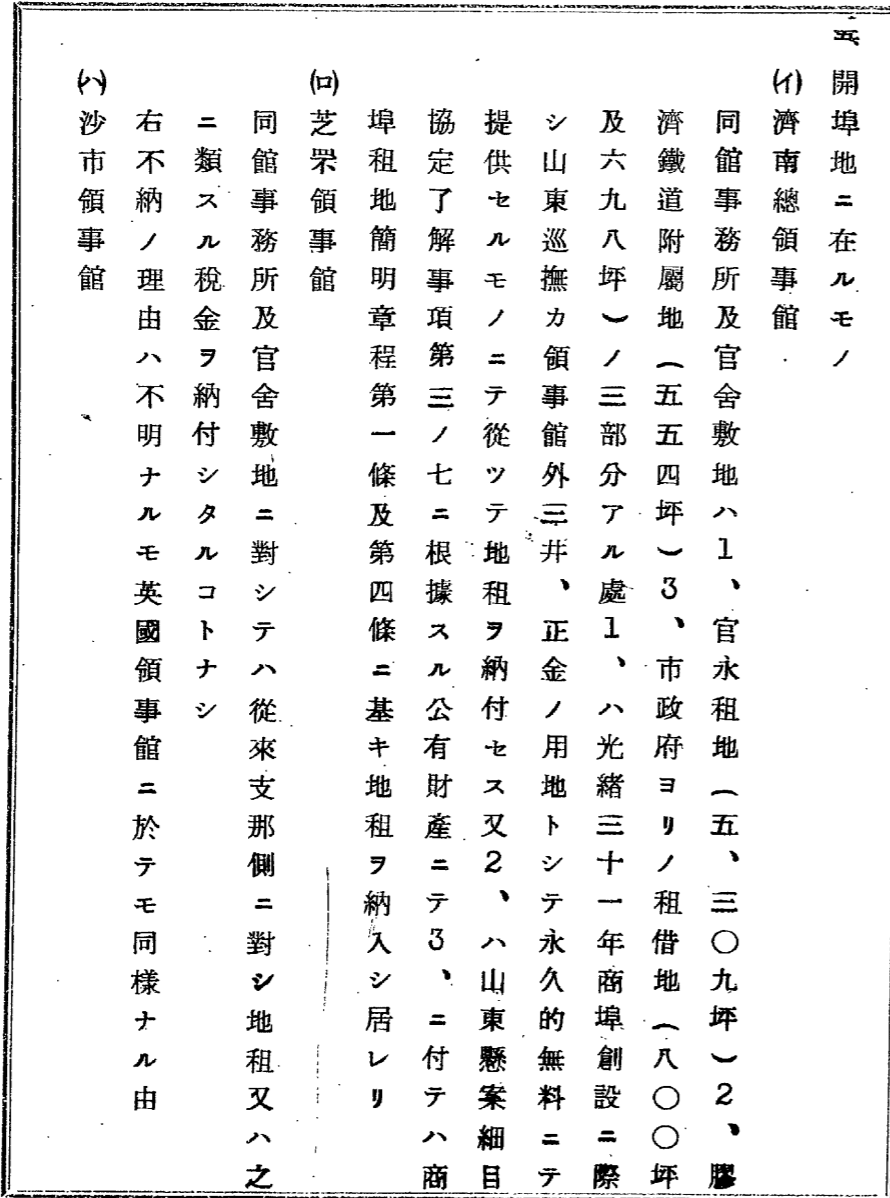 五、開埠地ニ在ルモノ
(イ)濟南總領事館
同館事務所及官舍敷地ハ1、官永租地(五、三〇九坪)2、膠
濟鐵道附屬地(五五四坪)3、市政府ヨリノ租借地(八〇〇坪
及六九八坪)ノ三部分アル處1、ハ光緒三十一年商埠創設ニ際
シ山東巡撫カ領事館外三井、正金ノ用地トシテ永久的無料ニテ
提供セルモノニテ從ツテ地租ヲ納付セス又2、ハ山東懸案細目
協定了解事項第三ノ七ニ根據スル公有財產ニテ3、ニ付テハ商
埠租地簡明章程第一條及第四條ニ基キ地租ヲ納入シ居レリ
(ロ)芝罘領事館
同館事務所及官舍敷地ニ對シテハ從來支那側ニ對シ地租又ハ之
ニ類スル稅金ヲ納付シタルコトナシ
右不納ノ理由ハ不明ナルモ英國領事館ニ於テモ同樣ナル由
(ハ)沙市領事館